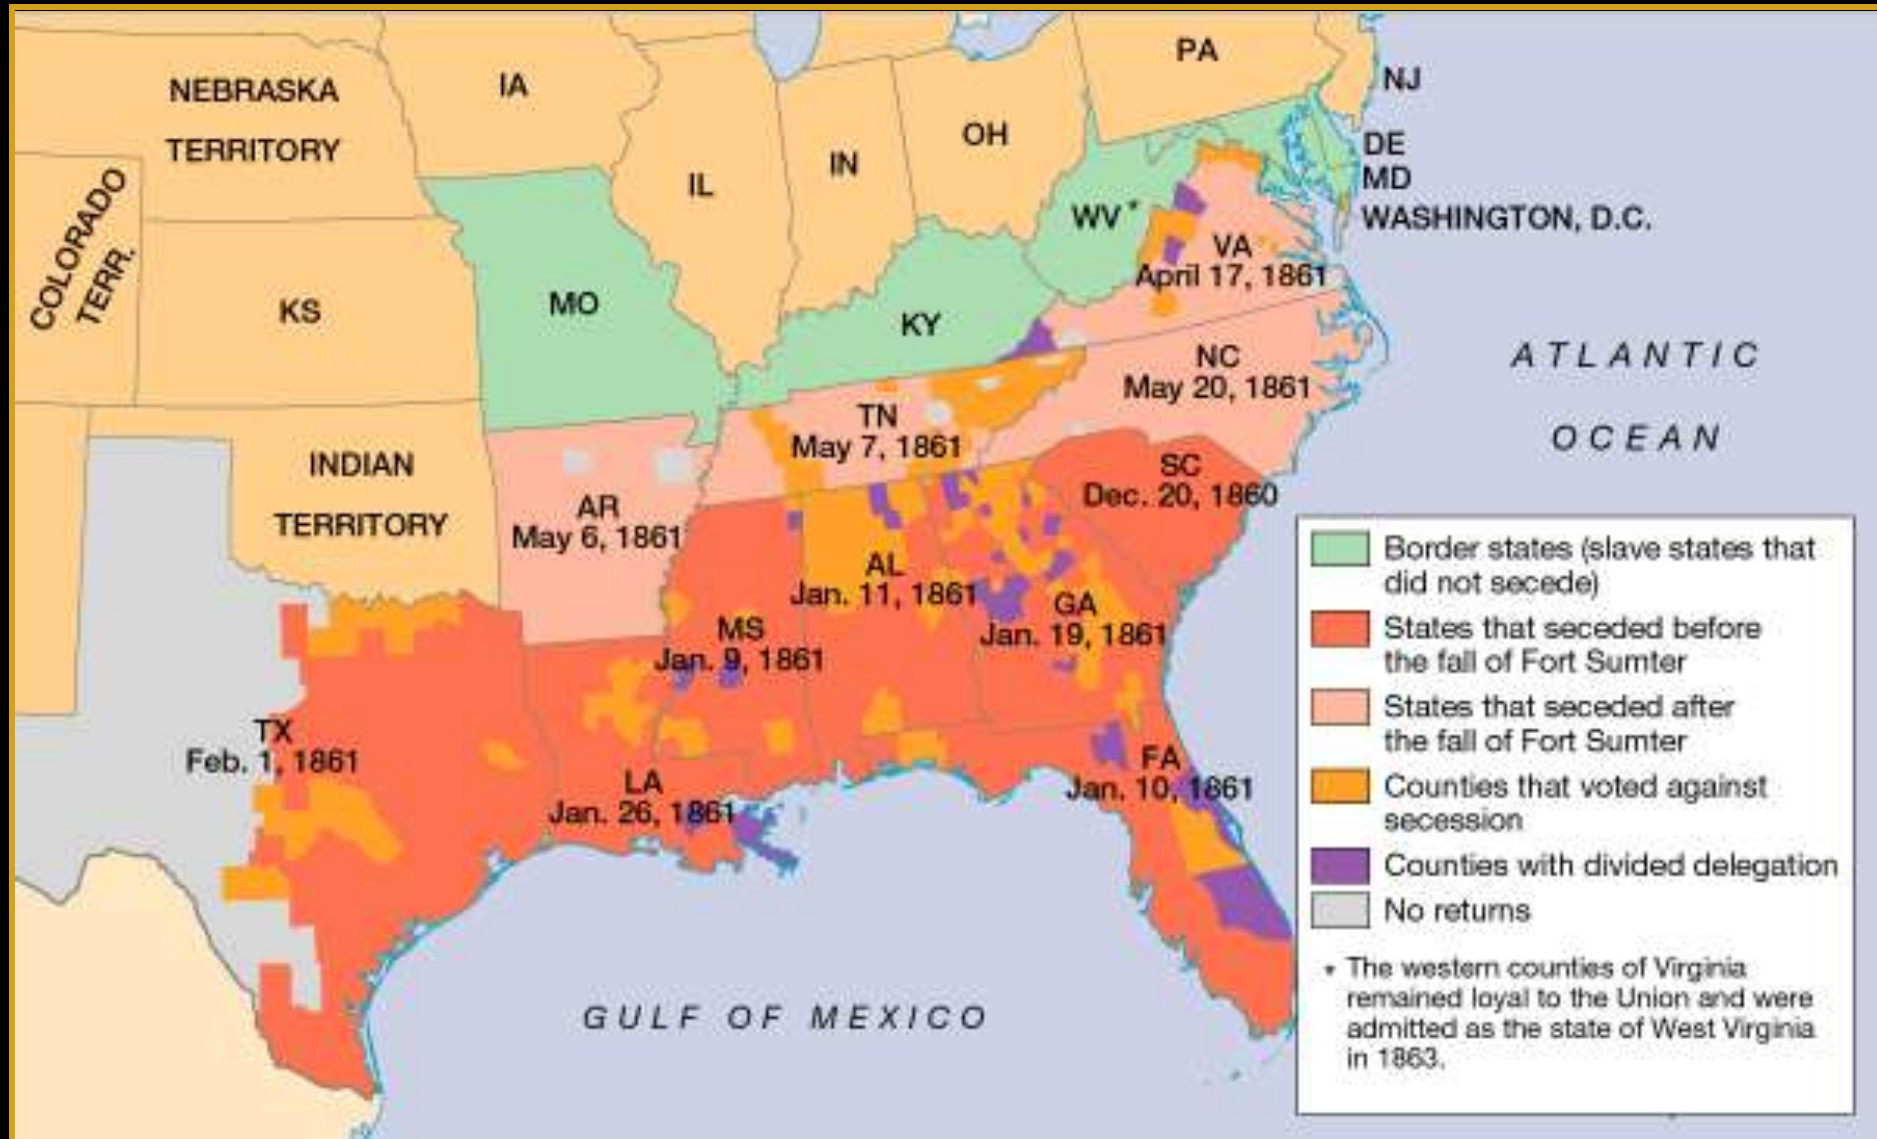 PA
NJ
NEBRASKA
TERRITORY
IA
OH
IN
IL
DE
MD
WASHINGTON, D.C.
COLORADO
TERR.
WV*
VA
April 17, 1861
KS
MO
KY
NC
May 20, 1861
ATLANTIC
OCEAN
TN
May 7, 1861
INDIAN
TERRITORY
AR
May 6, 1861
SC
Dec. 20, 1860
AL
Jan. 11, 1861
MS
Jan. 9, 1861
GA
Jan. 19, 1861
TX
Feb. 1, 1861
LA
Jan. 26, 1861
FA
Jan. 10, 1861
GULF OF MEXICO
Border states (slave states that
did not secede)
States that seceded before
the fall of Fort Sumter
States that seceded after
the fall of Fort Sumter
Counties that voted against
secession
Counties with divided delegation
No returns
* The western counties of Virginia
remained loyal to the Union and were
admitted as the state of West Virginia
in 1863.